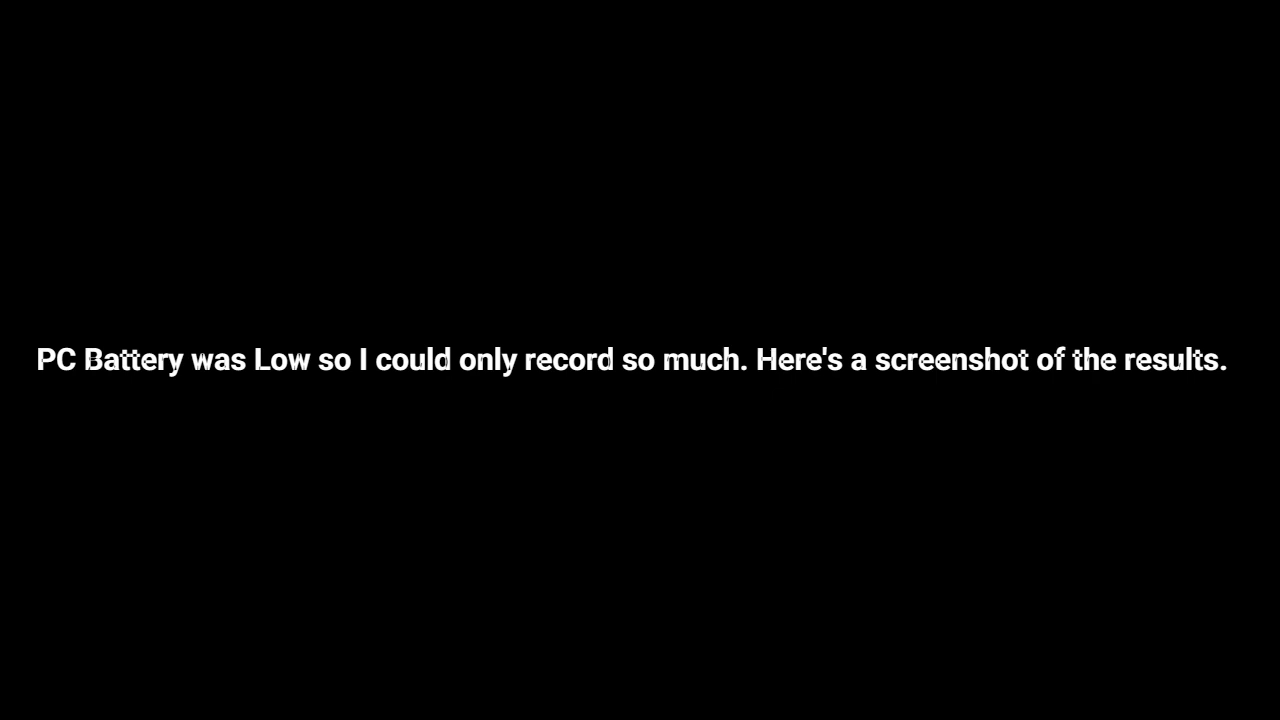 PC Battery was Low so I could only record so much. Here's a screenshot of the results.